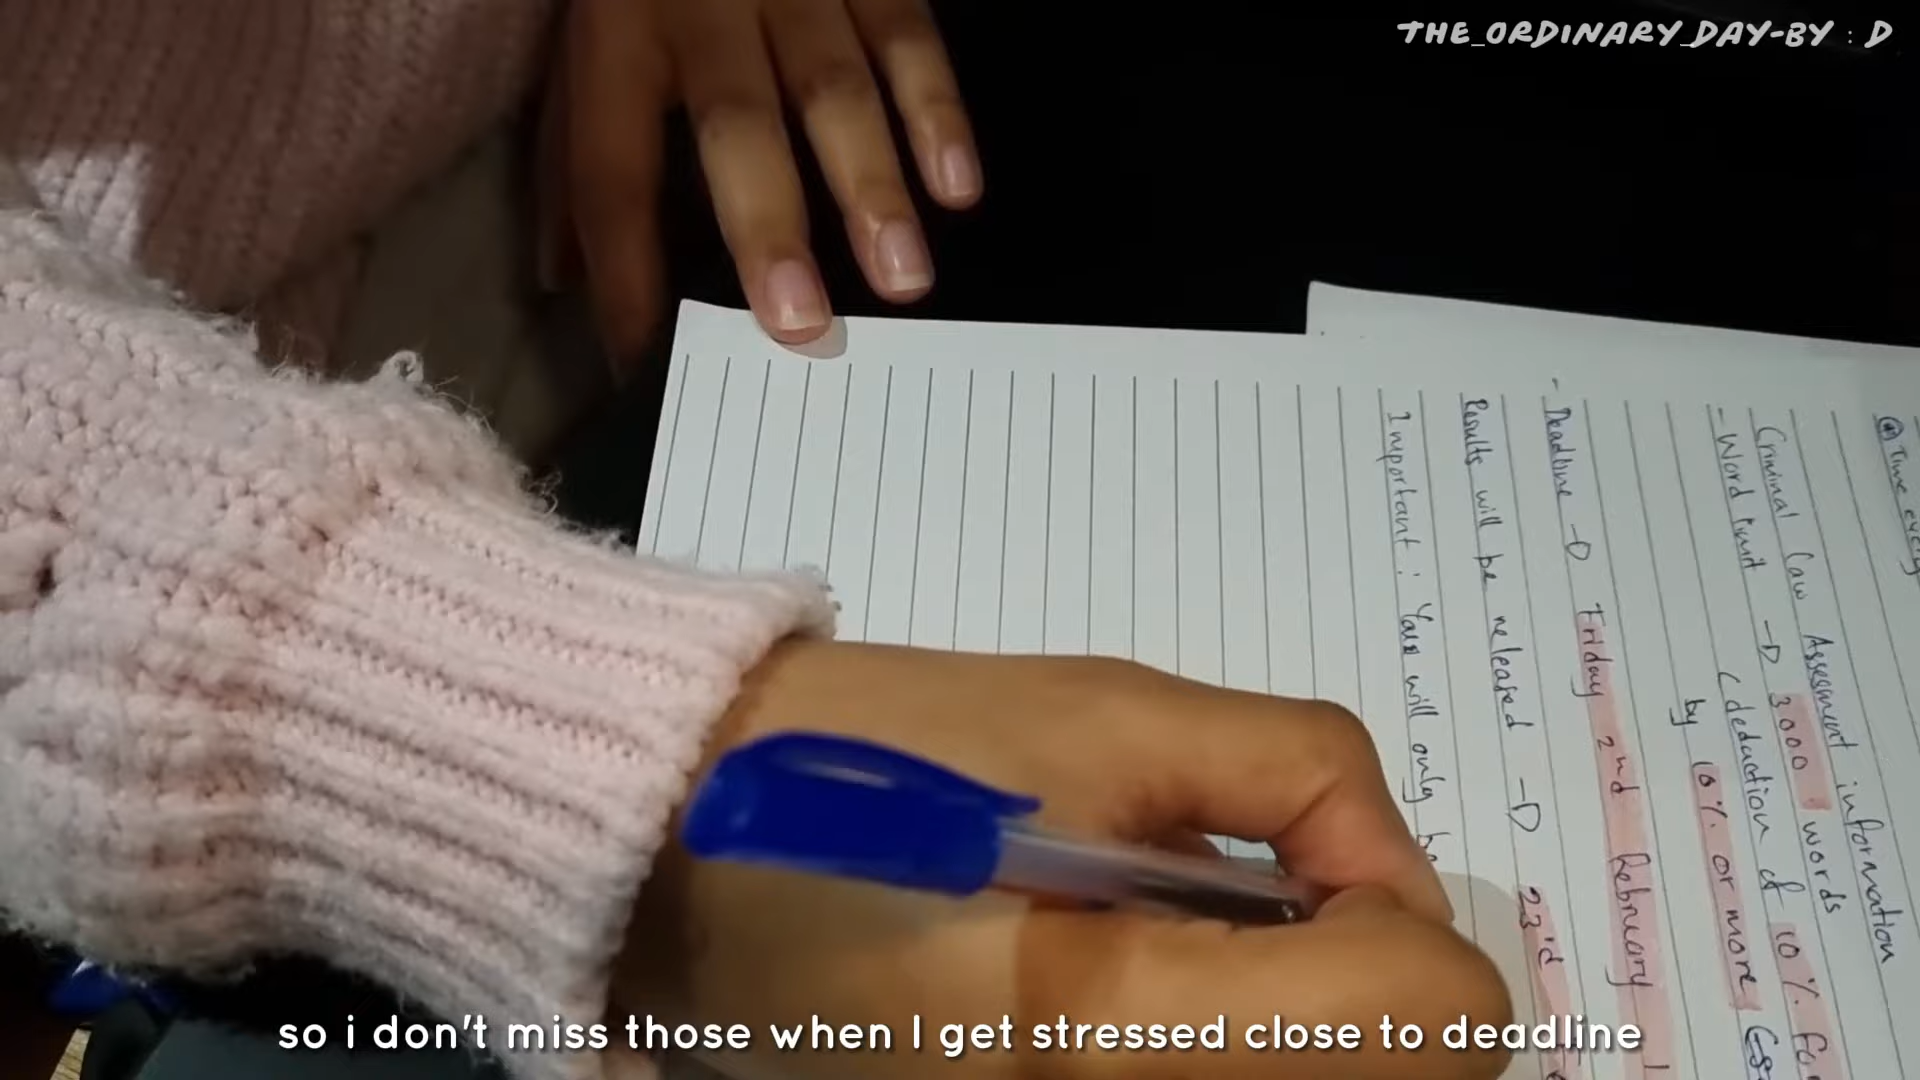 THE_ORDINARY_DAY-BY : D
Criminal law Assessment information
- Word limit → 3000 words
(deduction of 10% for
by 10% or more
- Deadline → Friday 2nd February
Results will be released → 23'd
Important : You will only be
so i don't miss those when I get stressed close to deadline